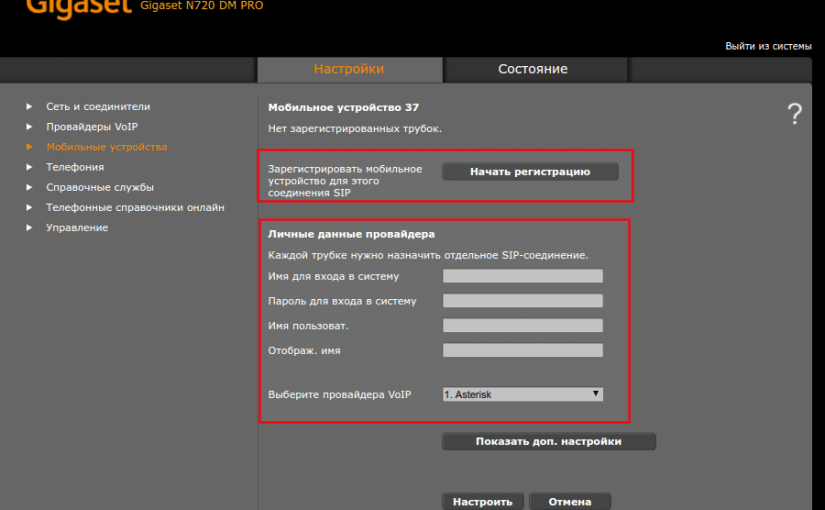 Gigaset Gigaset N720 DM PRO
Выйти из системы
Настройки Состояние
Сеть и соединители
Провайдеры VoIP
Мобильные устройства
Телефония
Справочные службы
Телефонные справочники онлайн
Управление
Мобильное устройство 37
?
Нет зарегистрированных трубок.
Зарегистрировать мобильное
устройство для этого
соединения SIP
Начать регистрацию
Личные данные провайдера
Каждой трубке нужно назначить отдельное SIP-соединение.
Имя для входа в систему
Пароль для входа в систему
Имя пользоват.
Отображ. имя
Выберите провайдера VoIP 1. Asterisk
Показать доп. настройки
Настроить Отмена